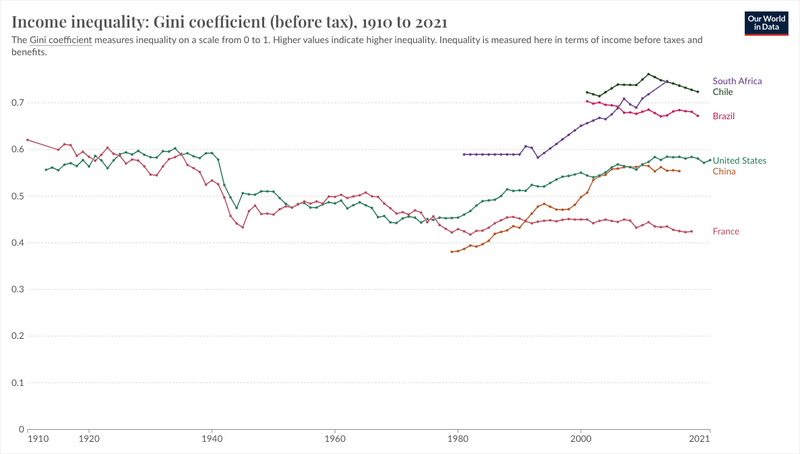 Income inequality: Gini coefficient (before tax), 1910 to 2021
The Gini coefficient measures inequality on a scale from 0 to 1. Higher values indicate higher inequality. Inequality is measured here in terms of income before taxes and
benefits.
Our World
in Data
0.7
0.6
0.5
0.4
0.3
0.2
0.1
0
South Africa
Chile
Brazil
United States
China
France
1910
1920
1940
1960
1980
2000
2021